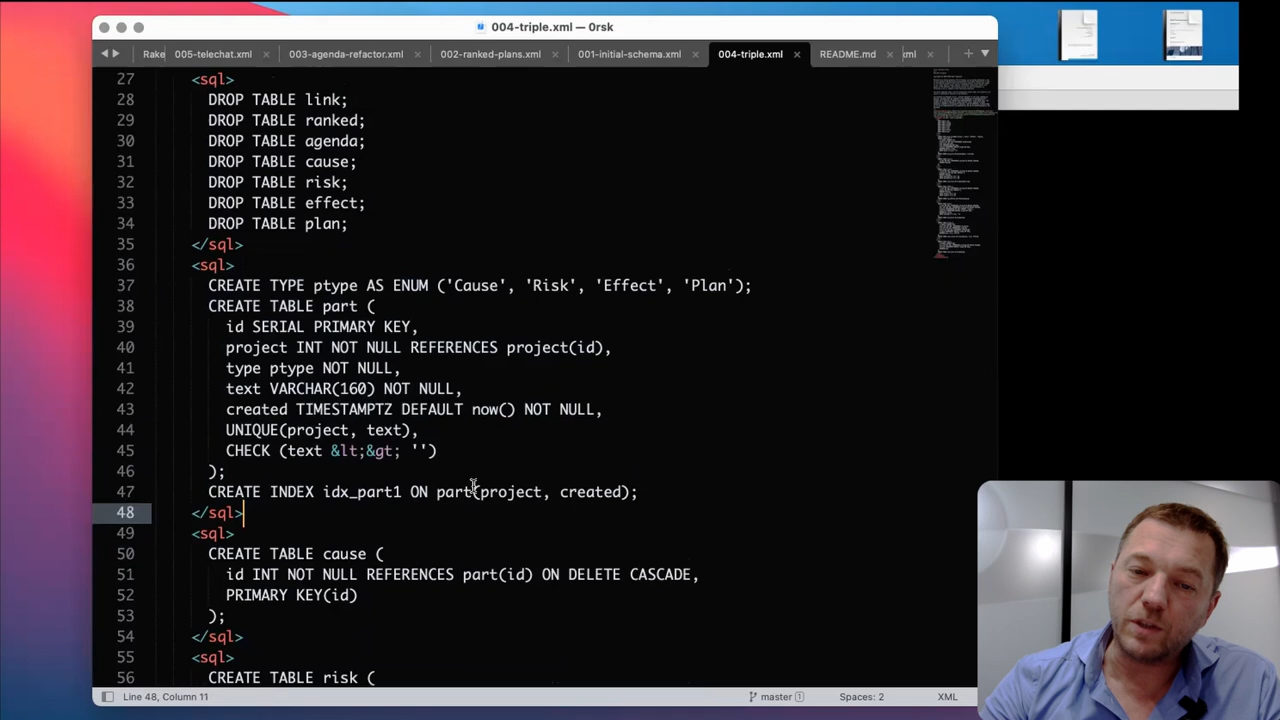 004-triple.xml — 0rsk
Rake
005-telechat.xml
003-agenda-refactor.xml
002-ranked-plans.xml
001-initial-schema.xml
004-triple.xml
README.md
27 <sql>
28 DROP TABLE link;
29 DROP TABLE ranked;
30 DROP TABLE agenda;
31 DROP TABLE cause;
32 DROP TABLE risk;
33 DROP TABLE effect;
34 DROP TABLE plan;
35 </sql>
36 <sql>
37 CREATE TYPE ptype AS ENUM ('Cause', 'Risk', 'Effect', 'Plan');
38 CREATE TABLE part (
39 id SERIAL PRIMARY KEY,
40 project INT NOT NULL REFERENCES project(id),
41 type ptype NOT NULL,
42 text VARCHAR(160) NOT NULL,
43 created TIMESTAMPTZ DEFAULT now() NOT NULL,
44 UNIQUE(project, text),
45 CHECK (text &lt;&gt; '')
46 );
47 CREATE INDEX idx_part1 ON part(project, created);
48 </sql>
49 <sql>
50 CREATE TABLE cause (
51 id INT NOT NULL REFERENCES part(id) ON DELETE CASCADE,
52 PRIMARY KEY(id)
53 );
54 </sql>
55 <sql>
56 CREATE TABLE risk (
Line 48, Column 11
master 1
Spaces: 2
XML